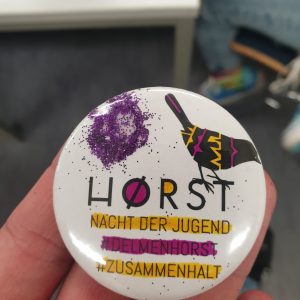 HØRST
NACHT DER JUGEND
#DELMENHORST
#ZUSAMMENHALT